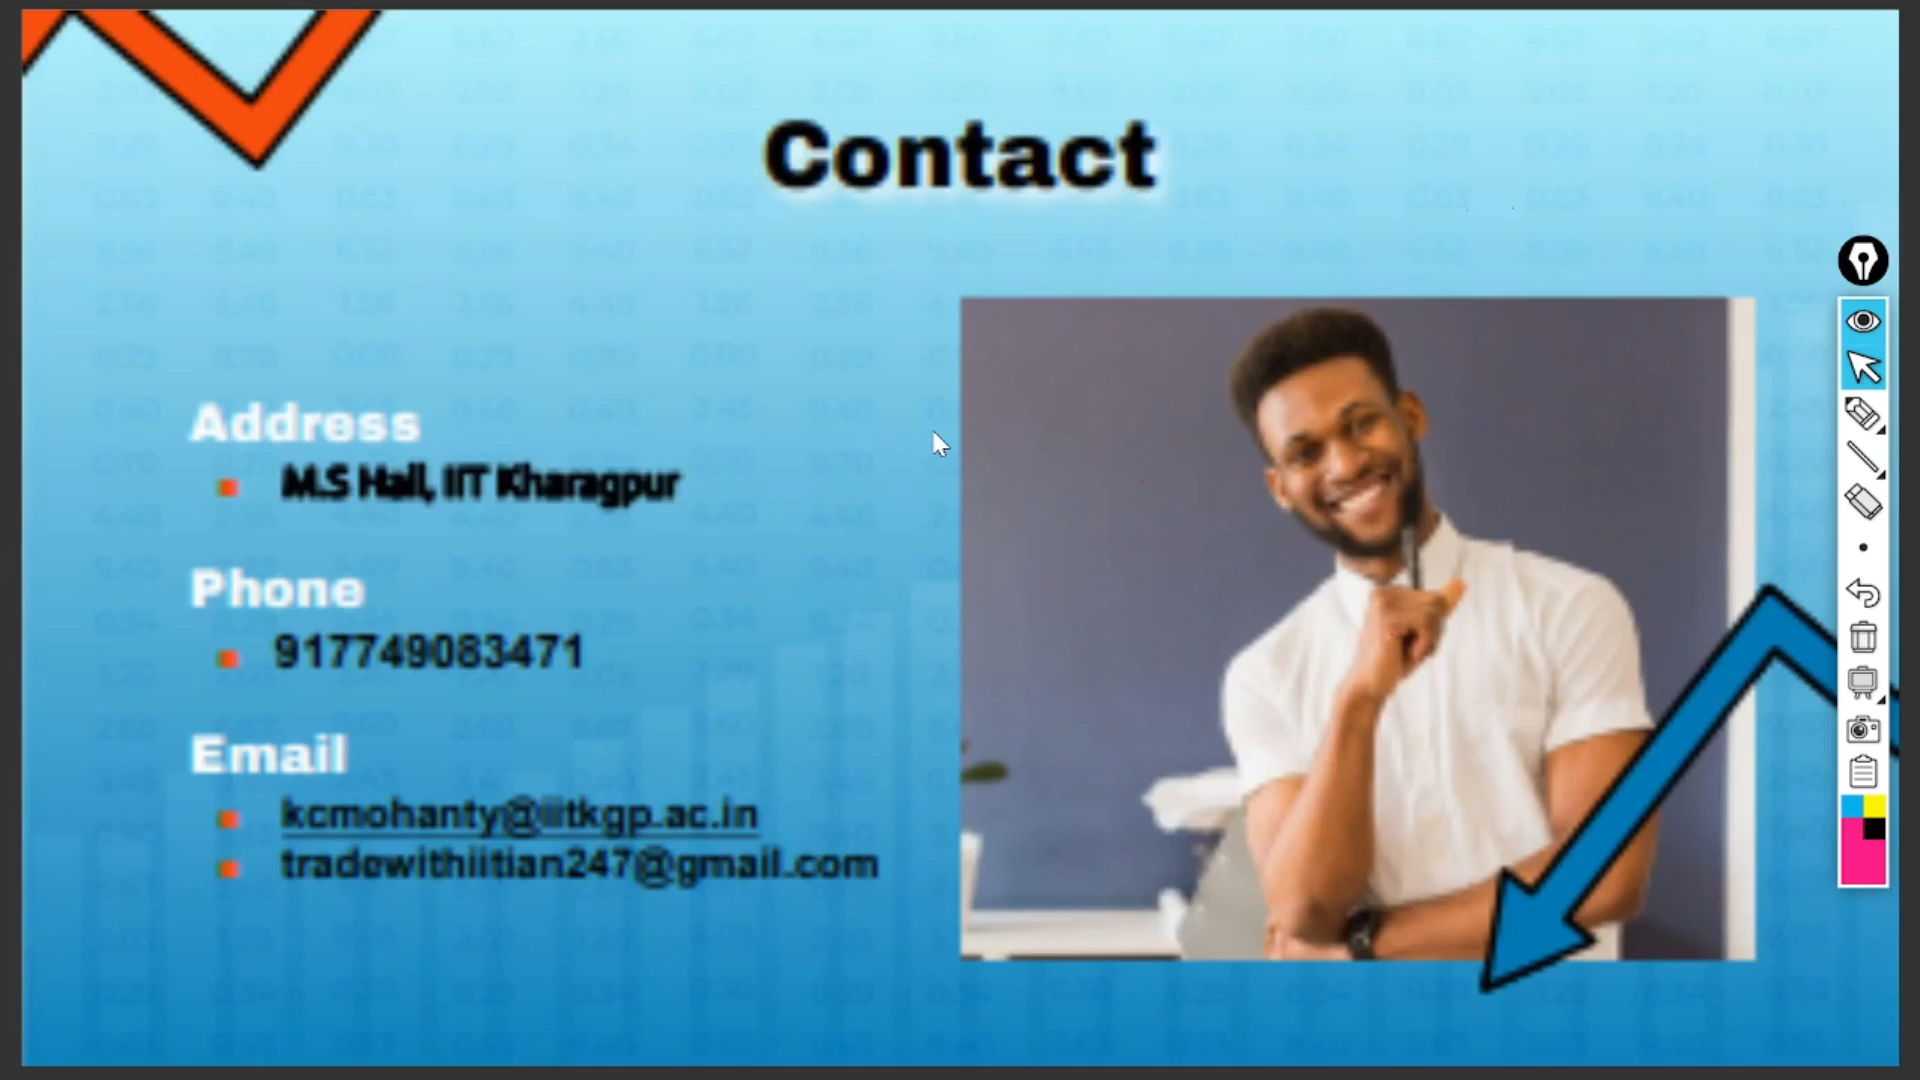 Contact
Address
M.S Hall, IIT Kharagpur
Phone
917749083471
Email
kcmohanty@iitkgp.ac.in
tradewithiitian247@gmail.com